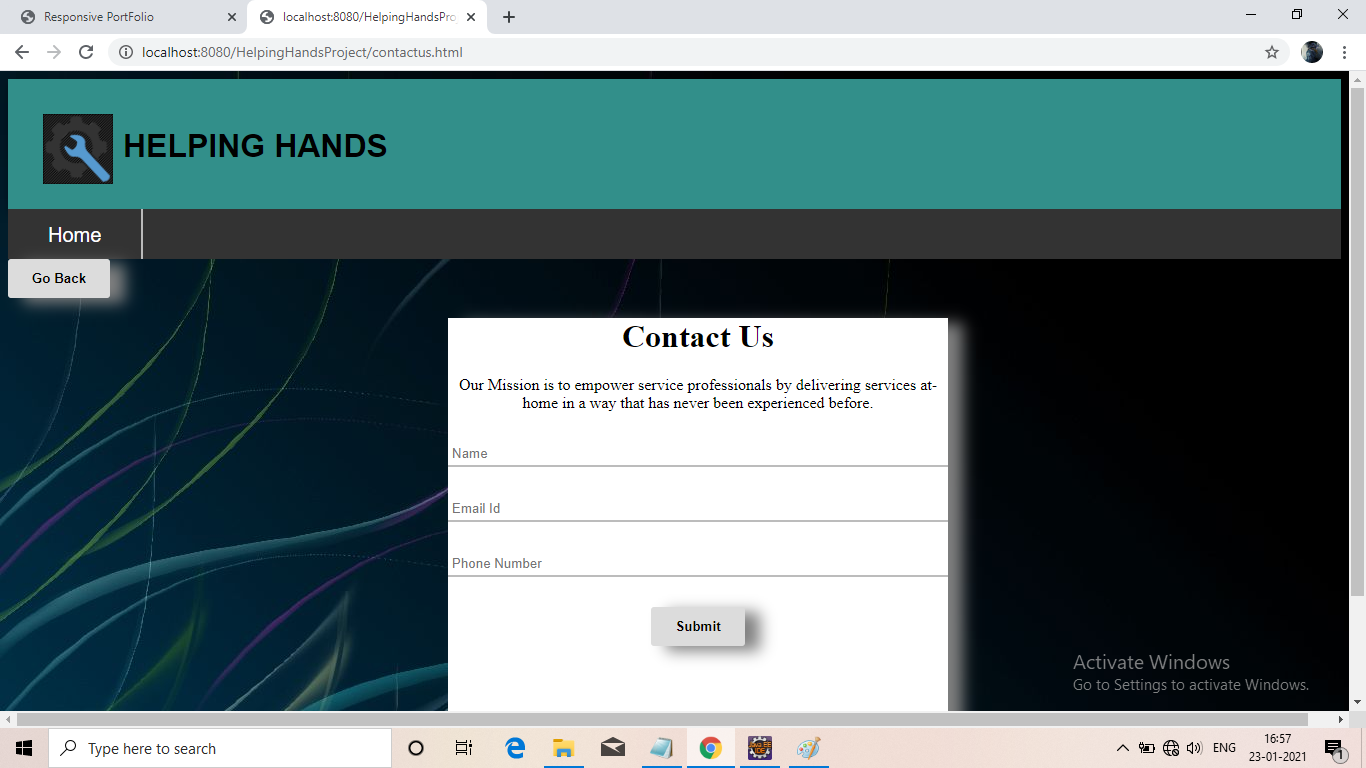 Responsive PortFolio
localhost:8080/HelpingHandsPro
localhost:8080/HelpingHandsProject/contactus.html
HELPING HANDS
Home
Go Back
Contact Us
Our Mission is to empower service professionals by delivering services at-
home in a way that has never been experienced before.
Name
Email Id
Phone Number
Submit
Activate Windows
Go to Settings to activate Windows.
Type here to search
ENG
16:57
23-01-2021
1